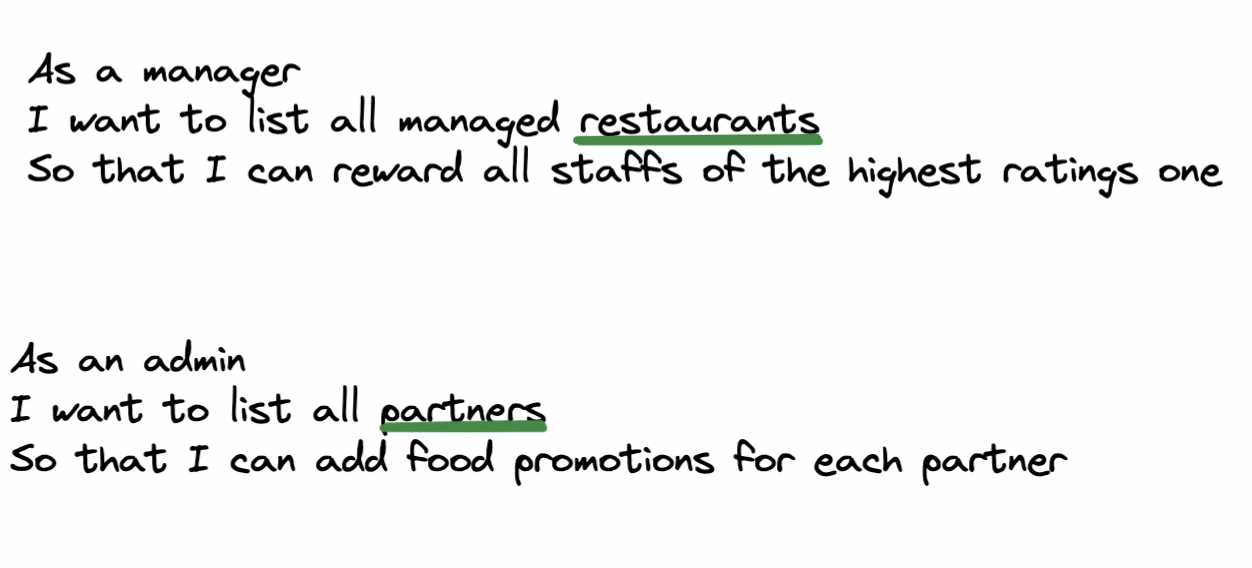 As a manager
I want to list all managed restaurants
So that I can reward all staffs of the highest ratings one
As an admin
I want to list all partners
So that I can add food promotions for each partner